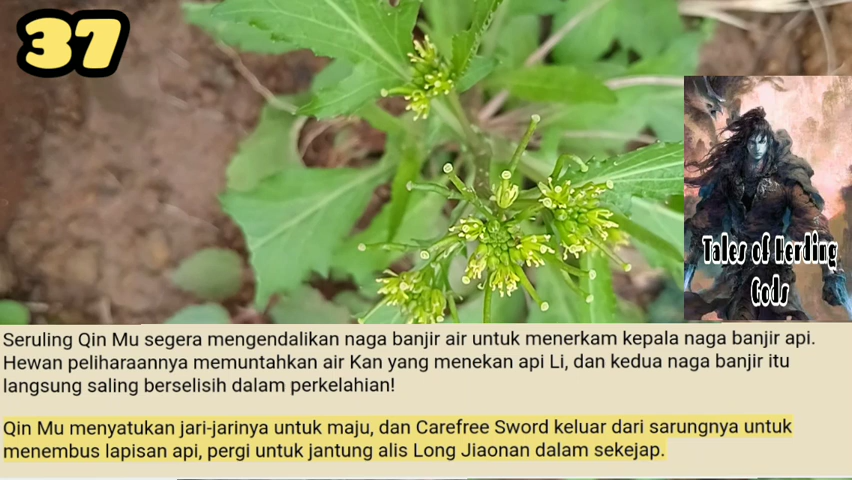 37
Tales of Herding
Gods
Seruling Qin Mu segera mengendalikan naga banjir air untuk menerkam kepala naga banjir api.
Hewan peliharaannya memuntahkan air Kan yang menekan api Li, dan kedua naga banjir itu
langsung saling berselisih dalam perkelahian!
Qin Mu menyatukan jari-jarinya untuk maju, dan Carefree Sword keluar dari sarungnya untuk
menembus lapisan api, pergi untuk jantung alis Long Jiaonan dalam sekejap.